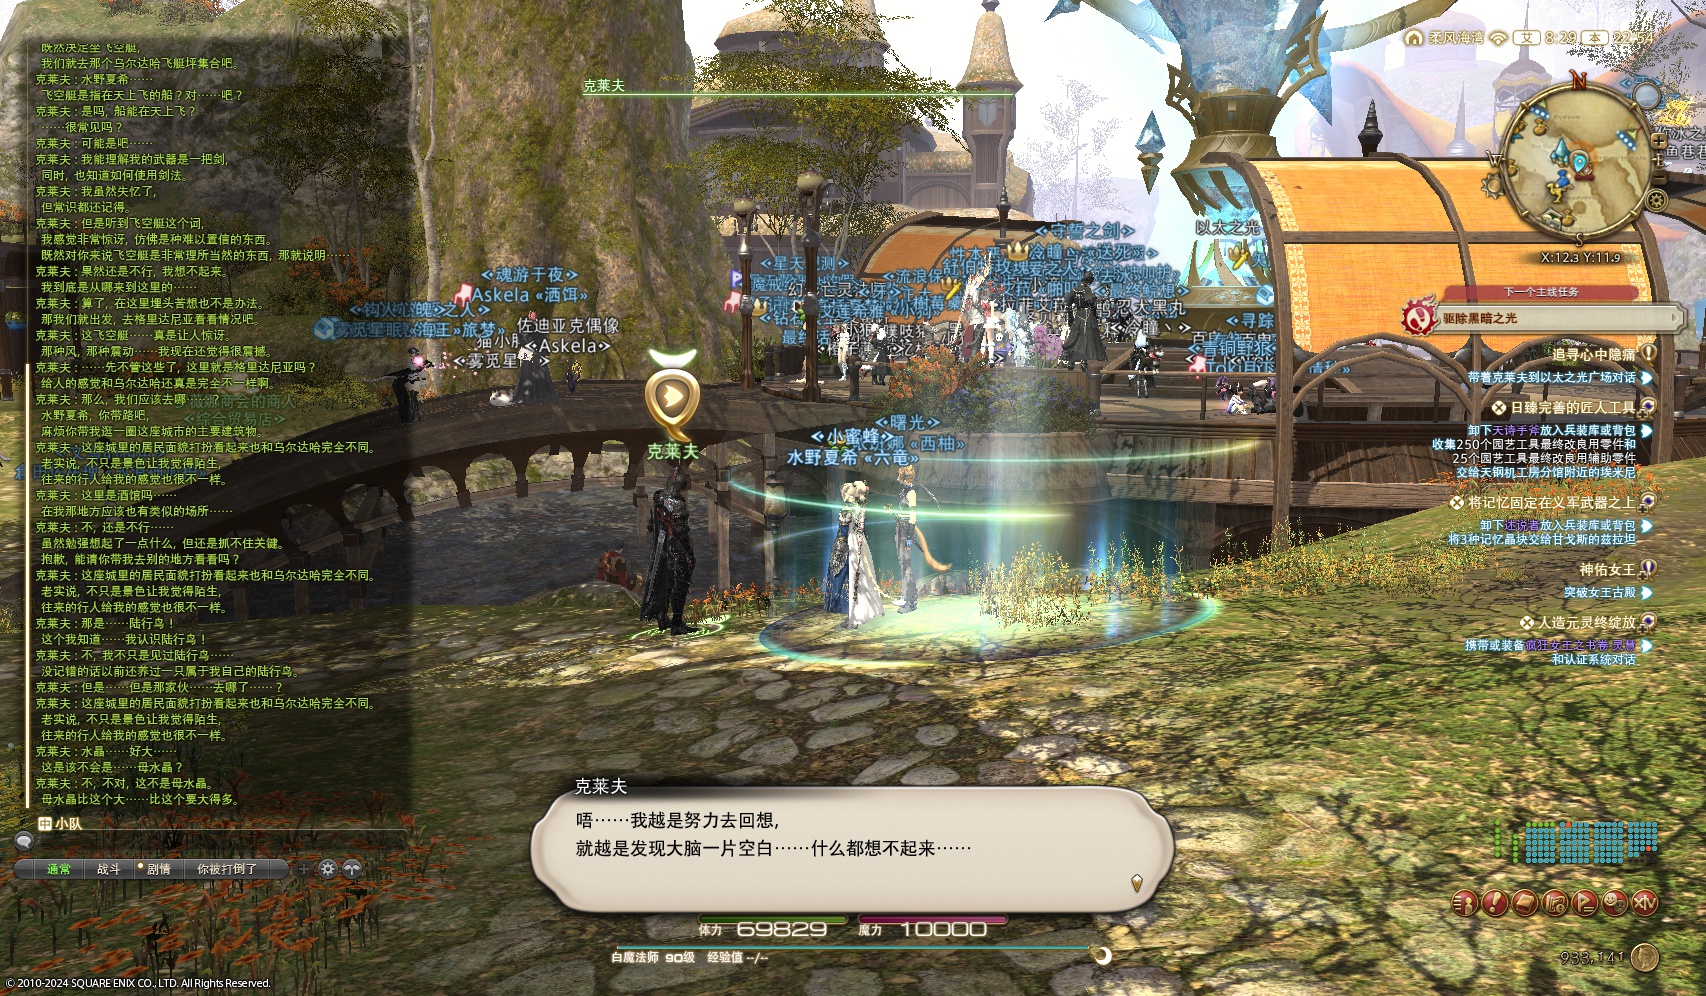 既然决定坐飞空艇,
我们就去那个乌尔达哈飞艇坪集合吧。
克莱夫 : 水野夏希……
飞空艇是指在天上飞的船？对……吧？
克莱夫 : 是吗，船能在天上飞？
……很常见吗？
克莱夫 : 可能是吧……
克莱夫 : 我能理解我的武器是一把剑,
同时，也知道如何使用剑法。
克莱夫 : 我虽然失忆了,
但常识都还记得。
克莱夫 : 但是听到飞空艇这个词,
我感觉非常惊讶，仿佛是种难以置信的东西。
既然对你来说飞空艇是非常理所当然的东西，那就说明……
克莱夫 : 果然还是不行，我想不起来。
我到底是从哪来到这里的……
克莱夫 : 算了，在这里埋头苦想也不是办法。
那我们就出发，去格里达尼亚看看情况吧。
克莱夫 : 这飞空艇……真是让人惊讶。
那种风，那种震动……我现在还觉得很震撼。
克莱夫 : ……先不管这些了，这里就是格里达尼亚吗？
给人的感觉和乌尔达哈还真是完全不一样啊。
克莱夫 : 那么，我们应该去哪……？
水野夏希，你带路吧,
麻烦你带我逛一圈这座城市的主要建筑物。
克莱夫 : 这座城里的居民面貌打扮看起来也和乌尔达哈完全不同。
老实说，不只是景色让我觉得陌生,
往来的行人给我的感觉也很不一样。
克莱夫 : 这里是酒馆吗……
在我那地方应该也有类似的场所……
克莱夫 : 不，还是不行……
虽然勉强想起了一点什么，但还是抓不住关键。
抱歉，能请你带我去别的地方看看吗？
克莱夫 : 这座城里的居民面貌打扮看起来也和乌尔达哈完全不同。
老实说，不只是景色让我觉得陌生,
往来的行人给我的感觉也很不一样。
克莱夫 : 那是……陆行鸟！
这个我知道……我认识陆行鸟！
克莱夫 : 不，我不只是见过陆行鸟……
没记错的话以前还养过一只属于我自己的陆行鸟。
克莱夫 : 但是……但是那家伙……去哪了……？
克莱夫 : 这座城里的居民面貌打扮看起来也和乌尔达哈完全不同。
老实说，不只是景色让我觉得陌生,
往来的行人给我的感觉也很不一样。
克莱夫 : 水晶……好大……
这是该不会是……母水晶？
克莱夫 : 不，不对，这不是母水晶。
母水晶比这个大……比这个要大得多。
小队
通常 战斗 剧情 你被打倒了
克莱夫
«魂游于夜»
Askela «洒饵»
佐迪亚克偶像
«Askela»
«守誓之剑»
以太之光
«寻踪
克莱夫
«曙光»
«小蜜蜂»
«西柚»
水野夏希 «六竜»
柔风海湾 艾 8:29 本 22:54
N
S
X:12.3 Y:11.9
下一个主线任务
驱除黑暗之光
追寻心中隐痛
带着克莱夫到以太之光广场对话
日臻完善的匠人工具
卸下天诗手斧放入兵装库或背包
收集250个园艺工具最终改良用零件和
25个园艺工具最终改良用辅助零件
交给天钢机工房分馆附近的埃米尼
将记忆固定在义军武器之上
卸下述说者放入兵装库或背包
将3种记忆晶块交给甘戈斯的兹拉坦
神佑女王
突破女王古殿
人造元灵终绽放
携带或装备疯狂女王之书卷·灵慧
和认证系统对话
克莱夫
唔……我越是努力去回想,
就越是发现大脑一片空白……什么都想不起来……
体力 69829 魔力 10000
白魔法师 90级 经验值 --/--
933,141
© 2010-2024 SQUARE ENIX CO., LTD. All Rights Reserved.